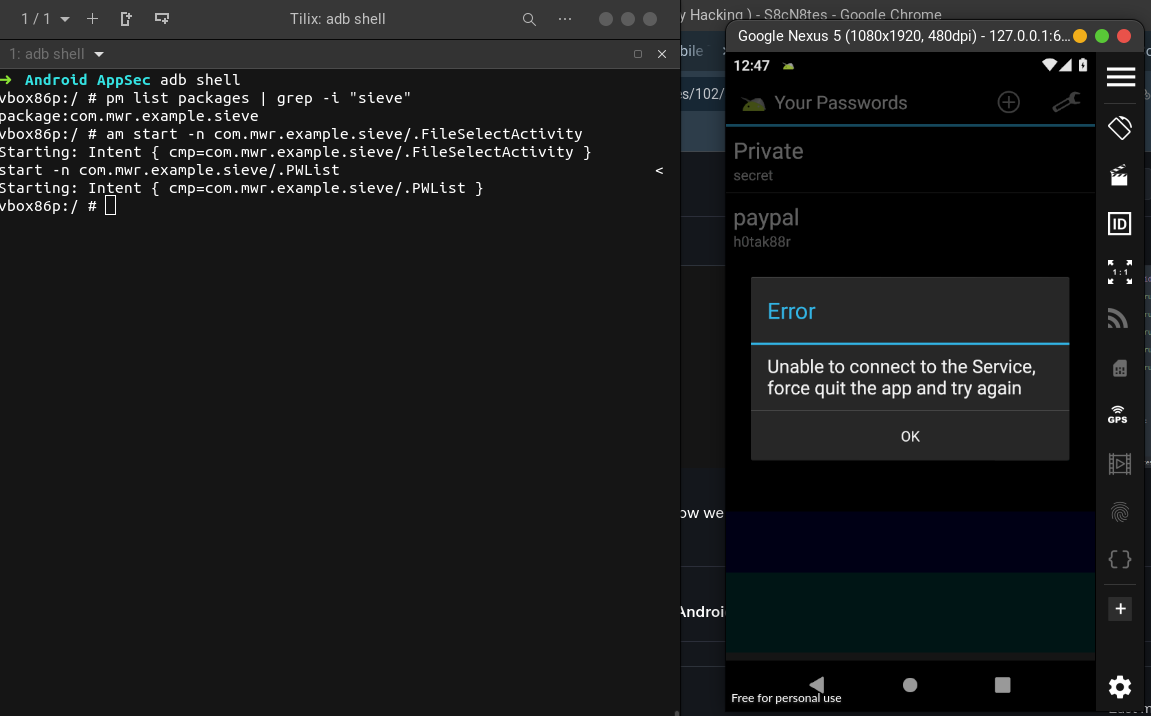 1 / 1
Tilix: adb shell
1: adb shell
→ Android AppSec adb shell
vbox86p:/ # pm list packages | grep -i "sieve"
package:com.mwr.example.sieve
vbox86p:/ # am start -n com.mwr.example.sieve/.FileSelectActivity
Starting: Intent { cmp=com.mwr.example.sieve/.FileSelectActivity }
start -n com.mwr.example.sieve/.PWList <
Starting: Intent { cmp=com.mwr.example.sieve/.PWList }
vbox86p:/ #
y Hacking ) - S8cN8tes - Google Chrome
bile
es/102/
ow we
Androi
Google Nexus 5 (1080x1920, 480dpi) - 127.0.0.1:6...
12:47
Your Passwords
Private
secret
paypal
h0tak88r
Error
Unable to connect to the Service,
force quit the app and try again
OK
Free for personal use
ID
1:1
GPS